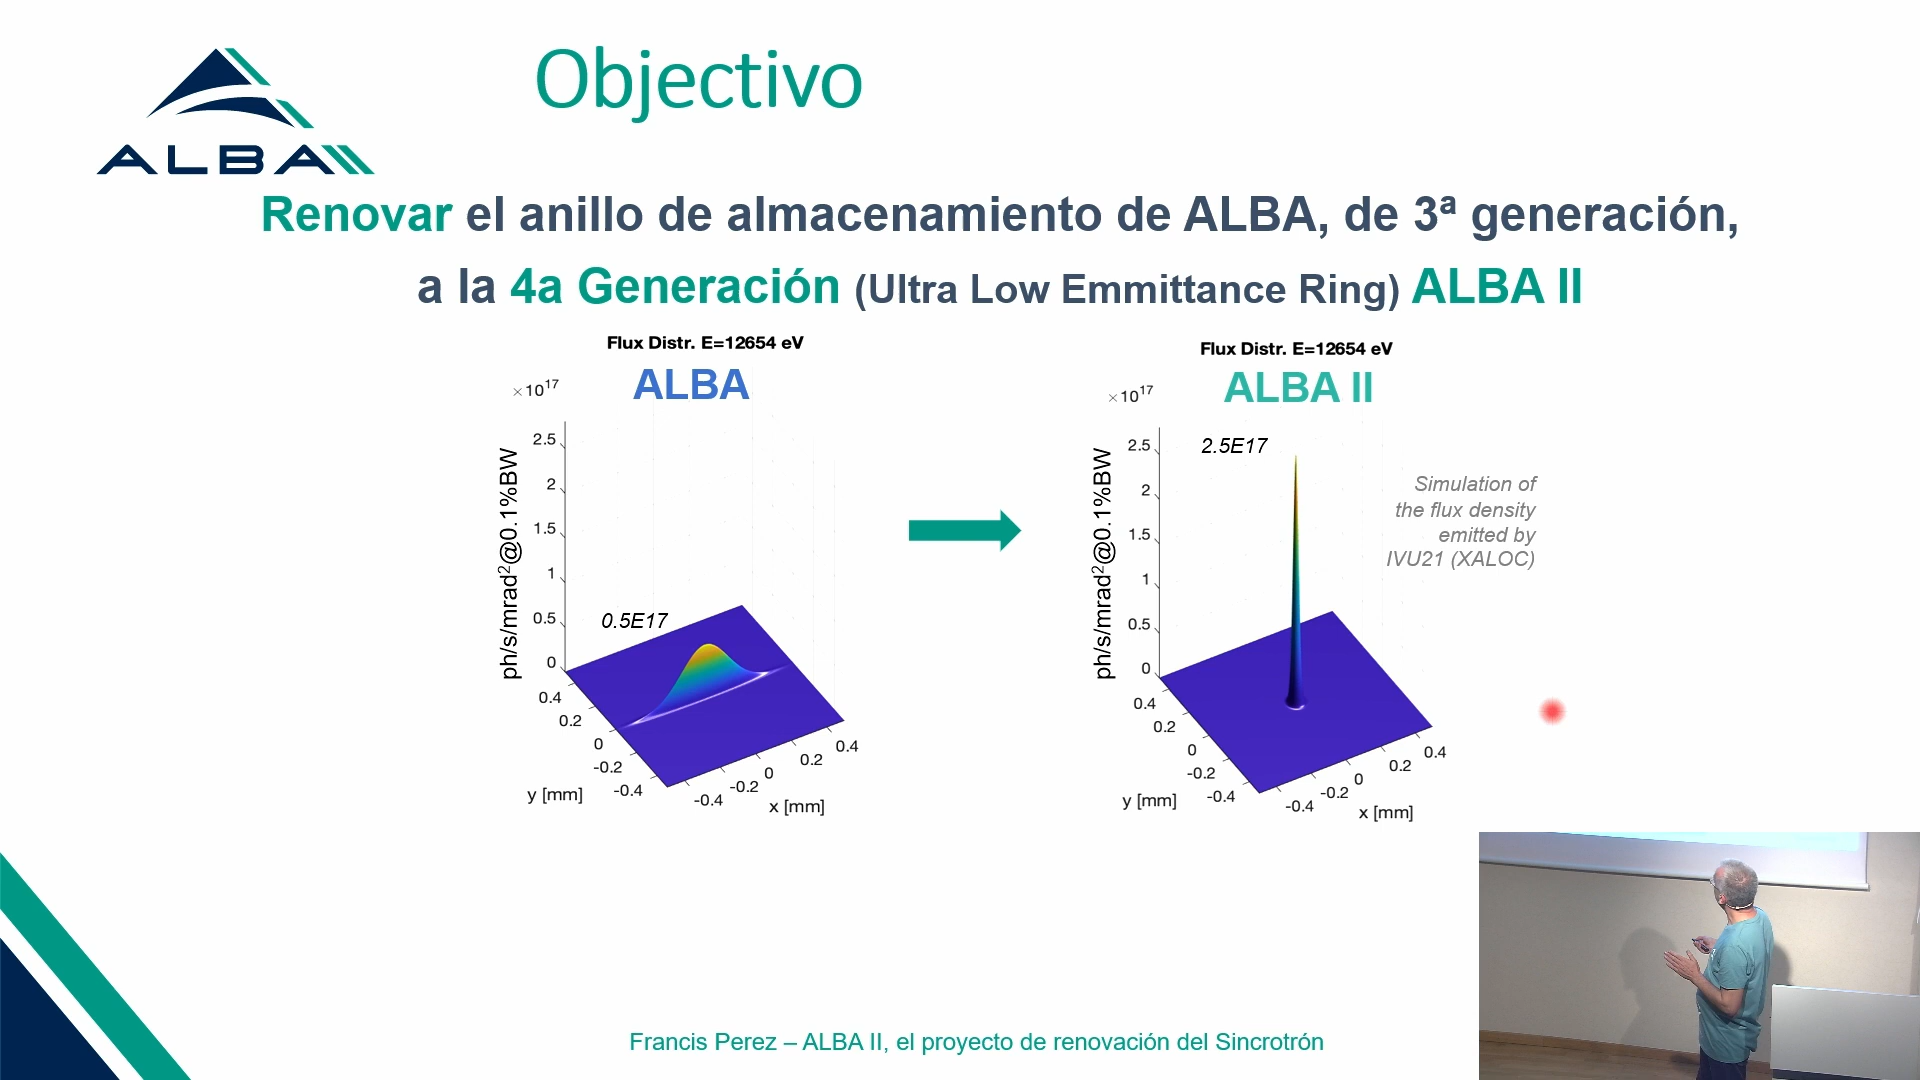 Objectivo
ALBA
Renovar el anillo de almacenamiento de ALBA, de 3ª generación,
a la 4a Generación (Ultra Low Emmittance Ring) ALBA II
Flux Distr. E=12654 eV
ALBA
×10¹⁷
ph/s/mrad²@0.1%BW
2.5
2
1.5
1
0.5
0
0.5E17
0.4
0.2
0
-0.2
-0.4
y [mm]
-0.4
-0.2
0
0.2
0.4
x [mm]
Flux Distr. E=12654 eV
ALBA II
×10¹⁷
ph/s/mrad²@0.1%BW
2.5
2
1.5
1
0.5
0
2.5E17
0.4
0.2
0
-0.2
-0.4
y [mm]
-0.4
-0.2
0
0.2
0.4
x [mm]
Simulation of
the flux density
emitted by
IVU21 (XALOC)
Francis Perez – ALBA II, el proyecto de renovación del Sincrotrón